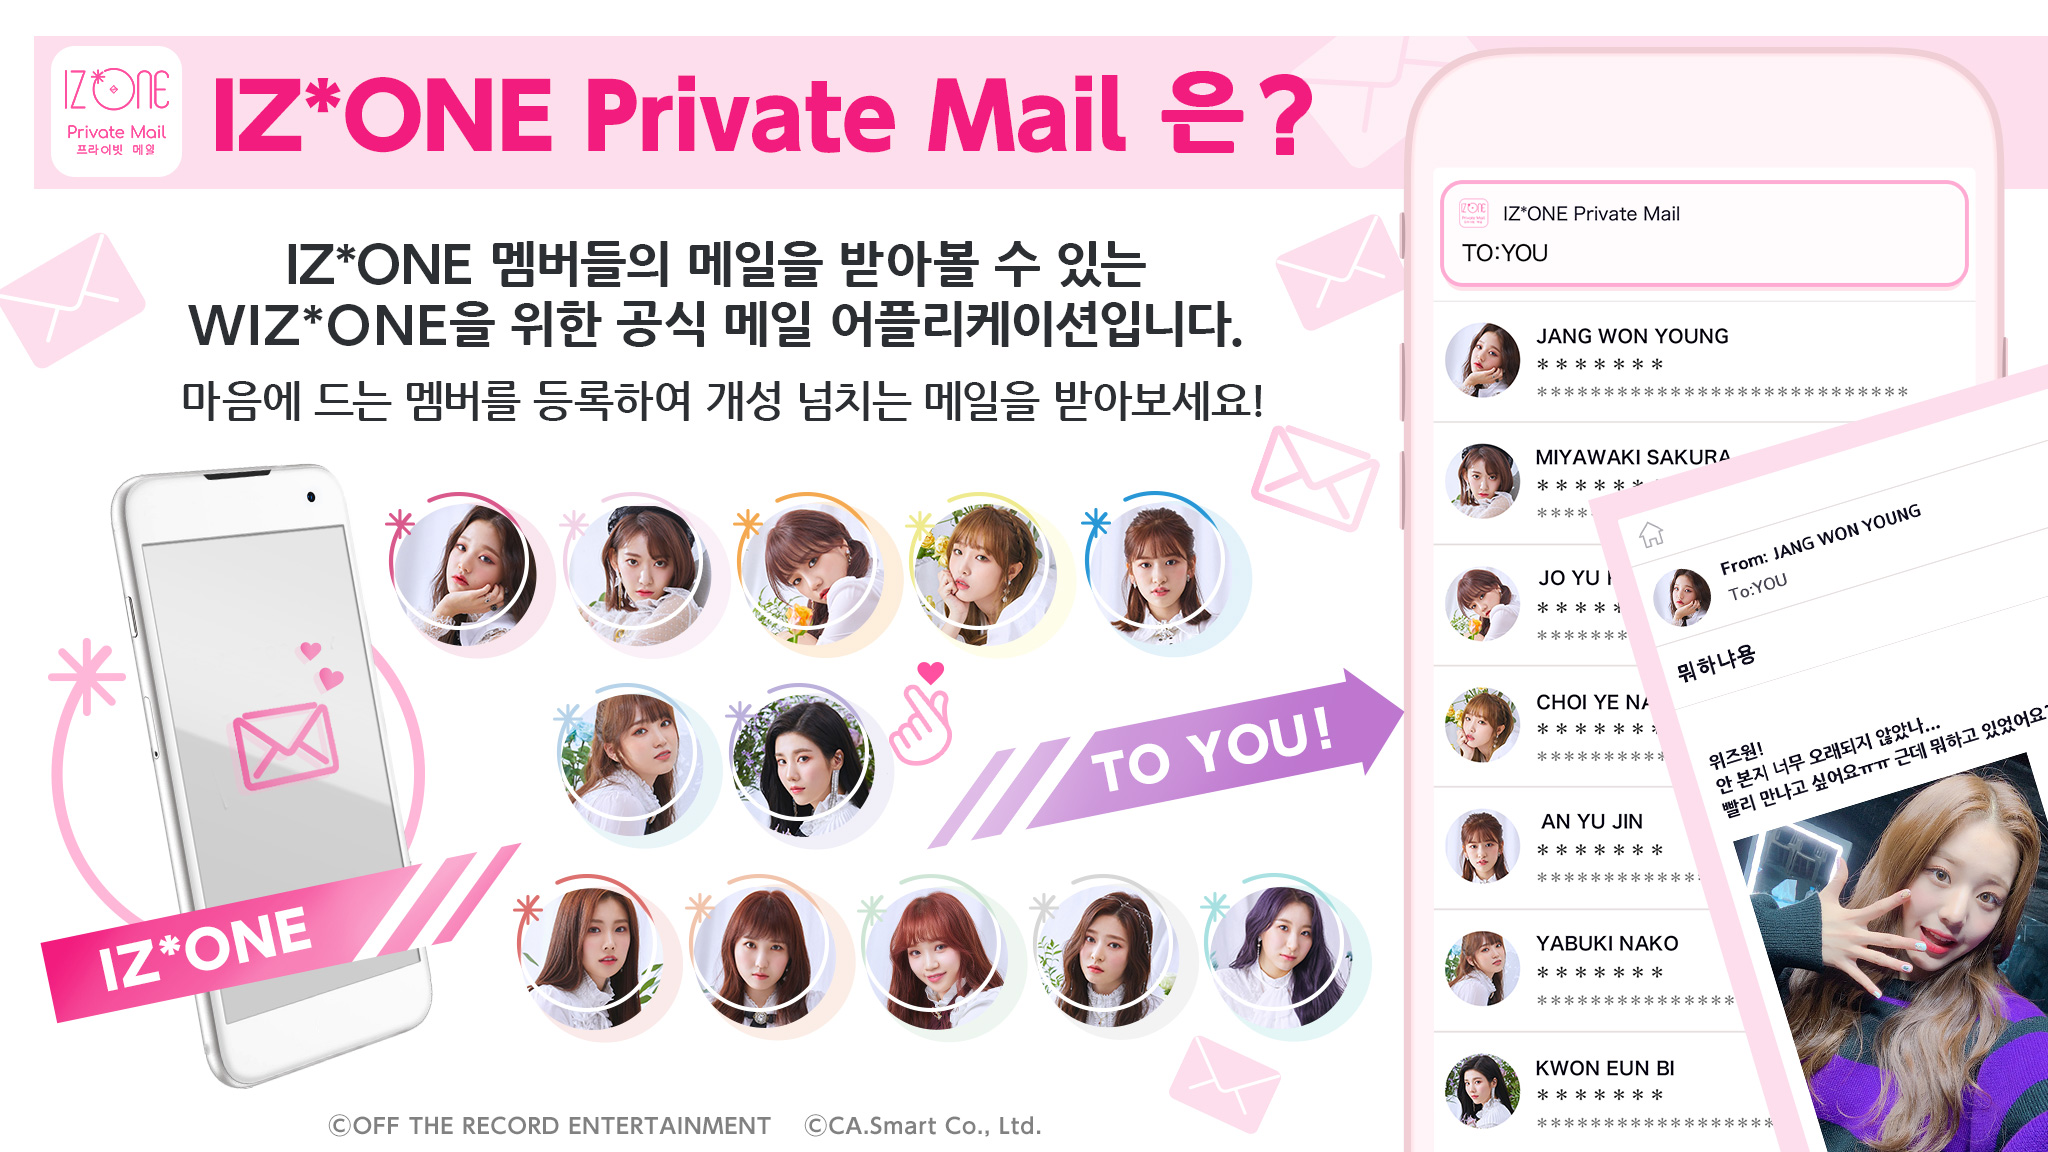 IZ*ONE
Private Mail
프라이빗 메일
IZ*ONE Private Mail 은?
IZ*ONE 멤버들의 메일을 받아볼 수 있는
WIZ*ONE을 위한 공식 메일 어플리케이션입니다.
마음에 드는 멤버를 등록하여 개성 넘치는 메일을 받아보세요!
IZ*ONE
TO YOU!
©OFF THE RECORD ENTERTAINMENT ©CA.Smart Co., Ltd.
IZ*ONE Private Mail
TO:YOU
JANG WON YOUNG
*******
****************************
MIYAWAKI SAKURA
******
****
JO YU
*****
*******
CHOI YE NA
*******
**********
AN YU JIN
*******
*************
YABUKI NAKO
*******
***************
KWON EUN BI
*******
******************
From: JANG WON YOUNG
To:YOU
뭐하냐용
위즈원!
안 본지 너무 오래되지 않았나...
빨리 만나고 싶어요ㅠㅠ 근데 뭐하고 있었어요?